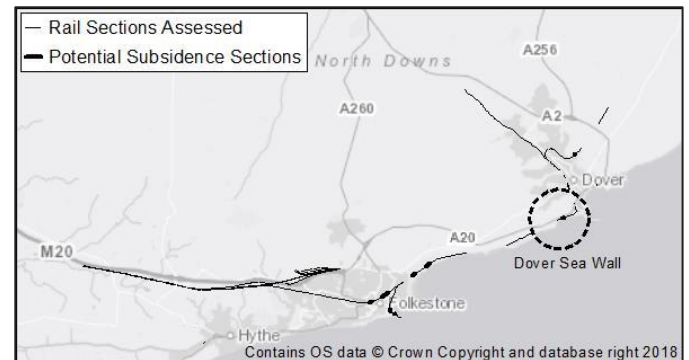 Rail Sections Assessed
Potential Subsidence Sections
North Downs
A256
A260
A2
Dover
A20
M20
Dover Sea Wall
Folkestone
Hythe
Contains OS data © Crown Copyright and database right 2018